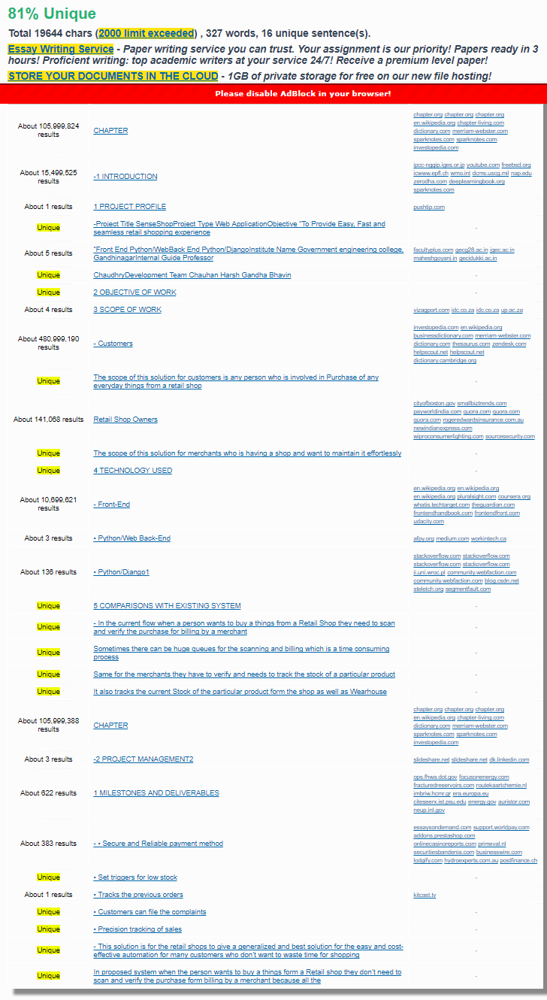 81% Unique
Total 19644 chars (2000 limit exceeded) , 327 words, 16 unique sentence(s).
Essay Writing Service - Paper writing service you can trust. Your assignment is our priority! Papers ready in 3
hours! Proficient writing: top academic writers at your service 24/7! Receive a premium level paper!
STORE YOUR DOCUMENTS IN THE CLOUD - 1GB of private storage for free on our new file hosting!
Please disable AdBlock in your browser!
About 105,999,824
results
CHAPTER
chapter.org chapter.org chapter.org
en.wikipedia.org chapter-living.com
dictionary.com merriam-webster.com
sparknotes.com sparknotes.com
investopedia.com
About 15,499,525
results
-1 INTRODUCTION
ipcc-nggip.iges.or.jp youtube.com freebsd.org
icwww.epfl.ch wmo.int dcms.uscg.mil nap.edu
zerodha.com deeplearningbook.org
sparknotes.com
About 1 results
1 PROJECT PROFILE
pushtip.com
Unique
-Project Title SenseShopProject Type Web ApplicationObjective "To Provide Easy, Fast and
seamless retail shopping experience
-
About 5 results
"Front End Python/WebBack End Python/DjangoInstitute Name Government engineering college,
GandhinagarInternal Guide Professor
facultyplus.com gecg28.ac.in jgec.ac.in
maheshgoyani.in gecidukki.ac.in
Unique
ChaudhryDevelopment Team Chauhan Harsh Gandha Bhavin
-
Unique
2 OBJECTIVE OF WORK
-
About 4 results
3 SCOPE OF WORK
vizagport.com idc.co.za idc.co.za up.ac.za
About 480,999,190
results
- Customers
investopedia.com en.wikipedia.org
businessdictionary.com merriam-webster.com
dictionary.com thesaurus.com zendesk.com
helpscout.net helpscout.net
dictionary.cambridge.org
Unique
The scope of this solution for customers is any person who is involved in Purchase of any
everyday things from a retail shop
-
About 141,068 results
Retail Shop Owners
cityofboston.gov smallbiztrends.com
payworldindia.com quora.com quora.com
quora.com rogeredwardsinsurance.com.au
newindianexpress.com
wiproconsumerlighting.com sourcesecurity.com
Unique
The scope of this solution for merchants who is having a shop and want to maintain it effortlessly
-
Unique
4 TECHNOLOGY USED
-
About 10,699,621
results
- Front-End
en.wikipedia.org en.wikipedia.org
en.wikipedia.org pluralsight.com coursera.org
whatis.techtarget.com theguardian.com
frontendhandbook.com frontendfront.com
udacity.com
About 3 results
• Python/Web Back-End
afpy.org medium.com workintech.ca
About 136 results
• Python/Django1
stackoverflow.com stackoverflow.com
stackoverflow.com stackoverflow.com
ii.uni.wroc.pl community.webfaction.com
community.webfaction.com blog.csdn.net
steletch.org segmentfault.com
Unique
5 COMPARISONS WITH EXISTING SYSTEM
-
Unique
- In the current flow when a person wants to buy a things from a Retail Shop they need to scan
and verify the purchase for billing by a merchant
-
Unique
Sometimes there can be huge queues for the scanning and billing which is a time consuming
process
-
Unique
Same for the merchants they have to verify and needs to track the stock of a particular product
-
Unique
It also tracks the current Stock of the particular product form the shop as well as Wearhouse
-
About 105,999,388
results
CHAPTER
chapter.org chapter.org chapter.org
en.wikipedia.org chapter-living.com
dictionary.com merriam-webster.com
sparknotes.com sparknotes.com
investopedia.com
About 3 results
-2 PROJECT MANAGEMENT2
slideshare.net slideshare.net dk.linkedin.com
About 622 results
1 MILESTONES AND DELIVERABLES
ops.fhwa.dot.gov focusonenergy.com
fracturedreservoirs.com routekaartchemie.nl
imbriw.hcmr.gr era.europa.eu
citeseerx.ist.psu.edu energy.gov auristor.com
neup.inl.gov
About 383 results
- • Secure and Reliable payment method
essaysondemand.com support.worldpay.com
addons.prestashop.com
onlinecasinoreports.com primeval.nl
securitiesbandenia.com businesswire.com
lodgify.com hydroexperts.com.au postfinance.ch
Unique
• Set triggers for low stock
-
About 1 results
• Tracks the previous orders
kitcast.tv
Unique
• Customers can file the complaints
-
Unique
• Precision tracking of sales
-
Unique
- This solution is for the retail shops to give a generalized and best solution for the easy and cost-
effective automation for many customers who don't want to waste time for shopping
-
Unique
In proposed system when the person wants to buy a things form a Retail shop they don't need to
scan and verify the purchase form billing by a merchant because all the
-